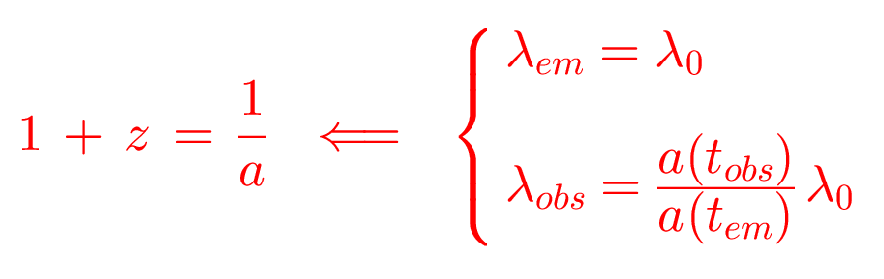 1 + z = 1/a ⟸ {
λ_em = λ_0
λ_obs = a(t_obs)/a(t_em) λ_0